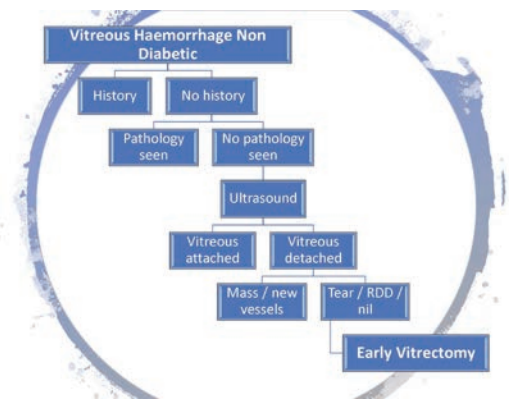 Vitreous Haemorrhage Non
Diabetic
History
No history
Pathology
seen
No pathology
seen
Ultrasound
Vitreous
attached
Vitreous
detached
Mass / new
vessels
Tear / RDD /
nil
Early Vitrectomy